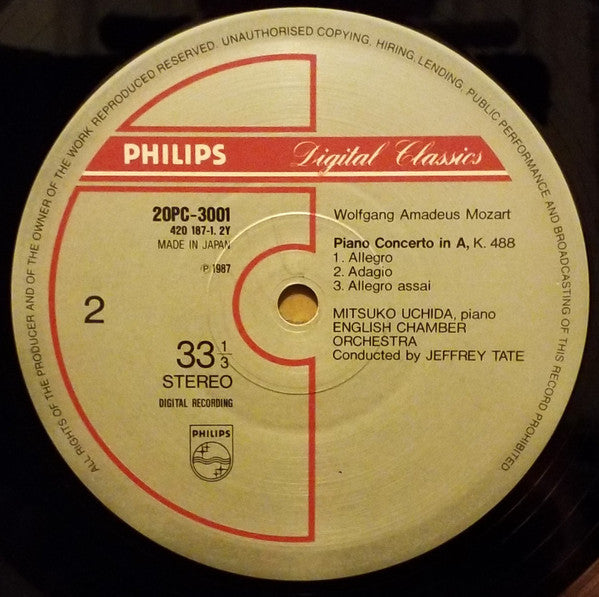 ALL RIGHTS OF THE PRODUCER AND OF THE OWNER OF THE WORK REPRODUCED RESERVED. UNAUTHORISED COPYING, HIRING, LENDING, PUBLIC PERFORMANCE AND BROADCASTING OF THIS RECORD PROHIBITED
PHILIPS Digital Classics
20PC-3001
420 187-1. 2Y
MADE IN JAPAN
℗ 1987
2
33 1/3
STEREO
DIGITAL RECORDING
PHILIPS
Wolfgang Amadeus Mozart
Piano Concerto in A, K. 488
1. Allegro
2. Adagio
3. Allegro assai
MITSUKO UCHIDA, piano
ENGLISH CHAMBER
ORCHESTRA
Conducted by JEFFREY TATE